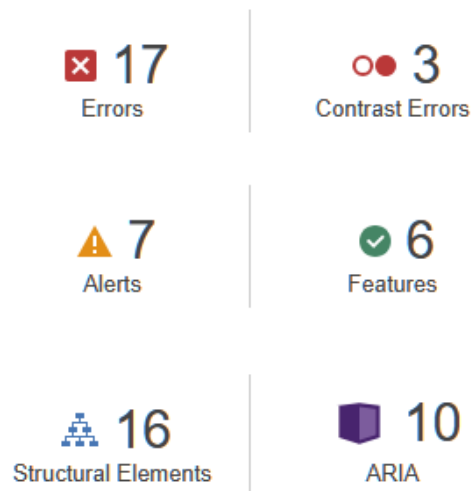 17
Errors
3
Contrast Errors
7
Alerts
6
Features
16
Structural Elements
10
ARIA